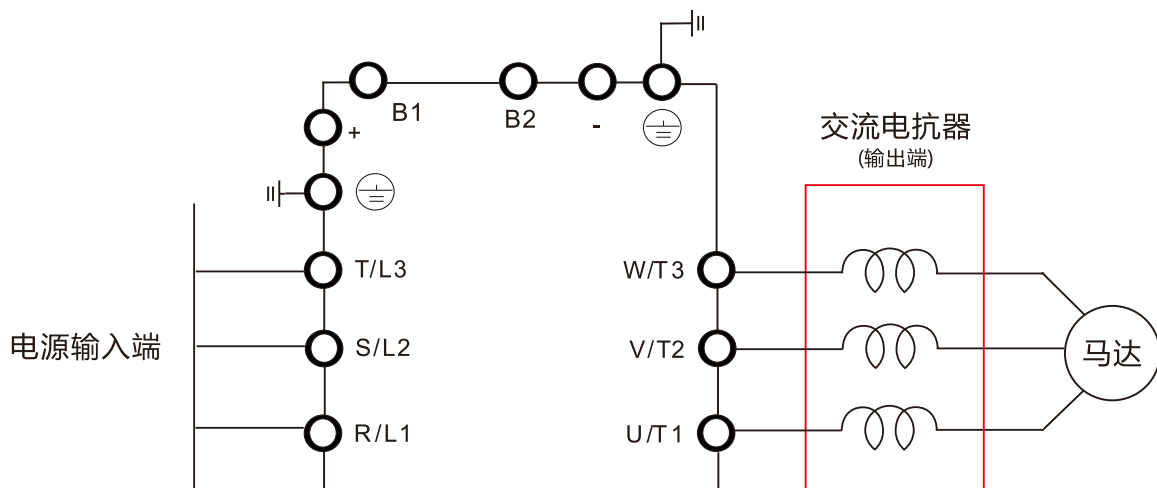 B1
B2
-
+
交流电抗器
(输出端)
T/L3
W/T3
电源输入端
S/L2
V/T2
马达
R/L1
U/T1